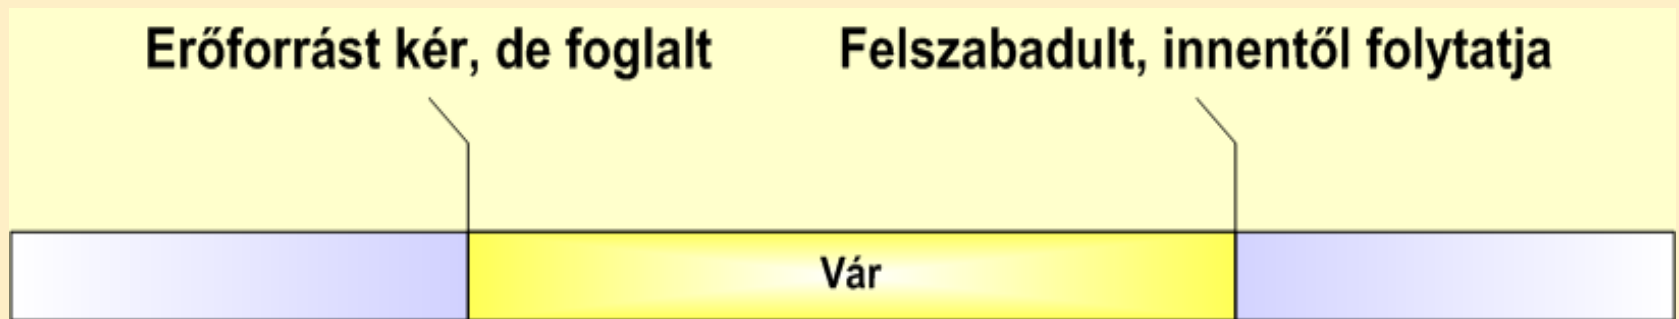 Erőforrást kér, de foglalt
Felszabadult, innentől folytatja
Vár